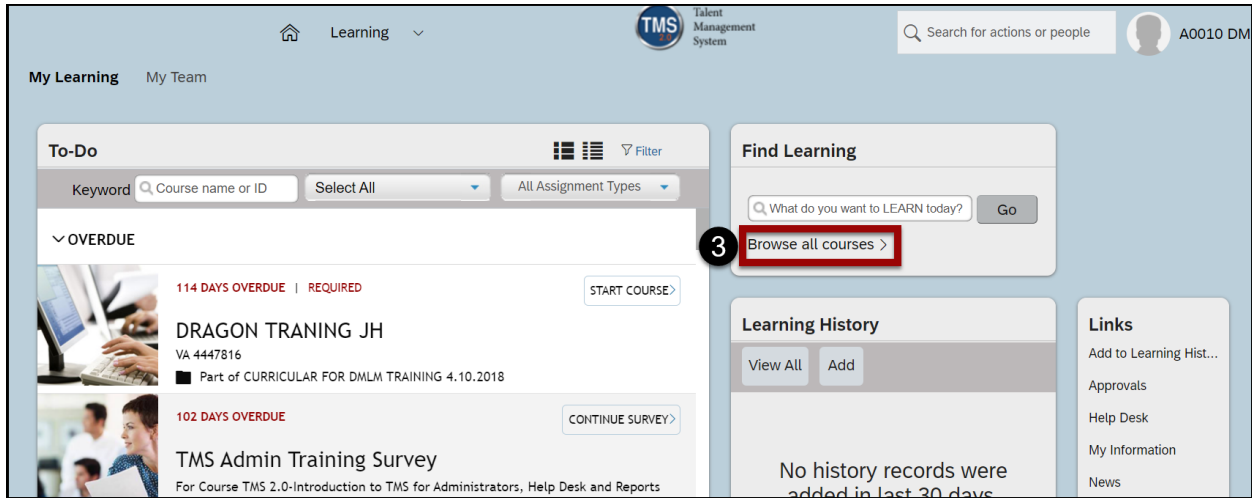 Learning
TMS
2.0
Talent
Management
System
Search for actions or people
A0010 DM
My Learning
My Team
To-Do
Filter
Keyword
Course name or ID
Select All
All Assignment Types
OVERDUE
114 DAYS OVERDUE | REQUIRED
START COURSE
DRAGON TRANING JH
VA 4447816
Part of CURRICULAR FOR DMLM TRAINING 4.10.2018
102 DAYS OVERDUE
CONTINUE SURVEY
TMS Admin Training Survey
For Course TMS 2.0-Introduction to TMS for Administrators, Help Desk and Reports
Find Learning
What do you want to LEARN today?
Go
3
Browse all courses >
Learning History
View All
Add
No history records were
added in last 30 days
Links
Add to Learning Hist...
Approvals
Help Desk
My Information
News